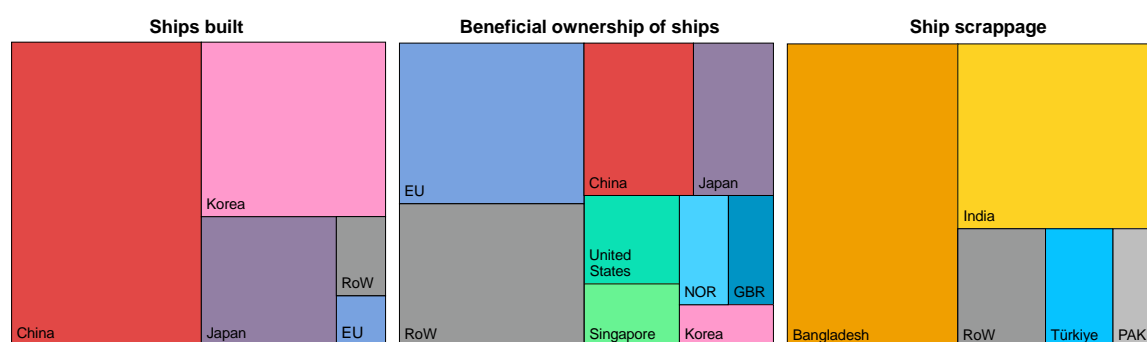 Ships built
Beneficial ownership of ships
Ship scrappage
China
Korea
Japan
RoW
EU
EU
RoW
China
Japan
United
States
Singapore
NOR
GBR
Korea
Bangladesh
India
RoW
Türkiye
PAK